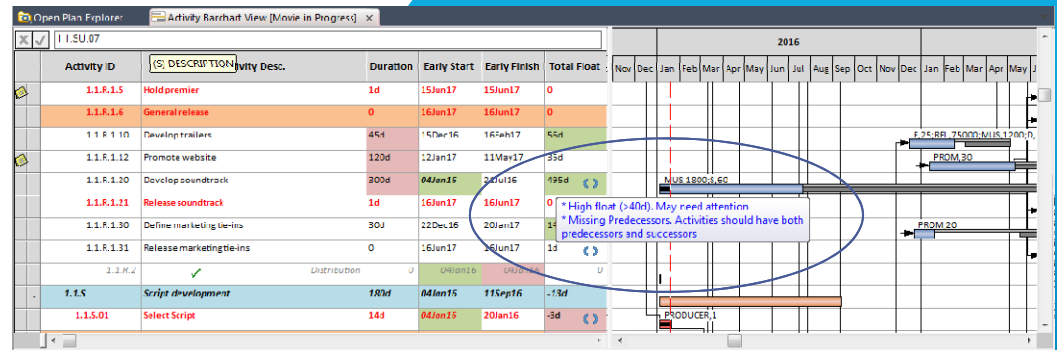 Open Plan Explorer
Activity Barchart View [Movie in Progress] ×
1.1.SU.07
2016
Activity ID (S) DESCRIPTION ivity Desc. Duration Early Start Early Finish Total Float Nov Dec Jan Feb Mar Apr May Jun Jul Aug Sep Oct Nov Dec Jan Feb Mar Apr May J
1.1.R.1.5 Hold premier 1d 15Jun17 15Jun17 0
1.1.R.1.6 General release 0 16Jun17 16Jun17 0
1.1.R.1.10 Develop trailers 45d 15Dec16 16Feb17 55d
1.1.R.1.12 Promote website 120d 12Jan17 11May17 35d PROM,30
1.1.R.1.20 Develop soundtrack 300d 04Jan16 495d MUS 1800;S,60
1.1.R.1.21 Release soundtrack 1d 16Jun17 16Jun17 0
* High float (>40d). May need attention
* Missing Predecessors. Activities should have both
predecessors and successors
1.1.R.1.30 Define marketing tie-ins 30d 22Dec16 20Jan17 PROM 20
1.1.R.1.31 Release marketing tie-ins 0 16Jun17 16Jun17 1d
1.1.R.2 Distribution 0 04Jan16 04Jan16 0
1.1.S Script development 180d 04Jan16 11Sep16 -13d
1.1.S.01 Select Script 14d 04Jan16 20Jan16 -3d PRODUCER,1